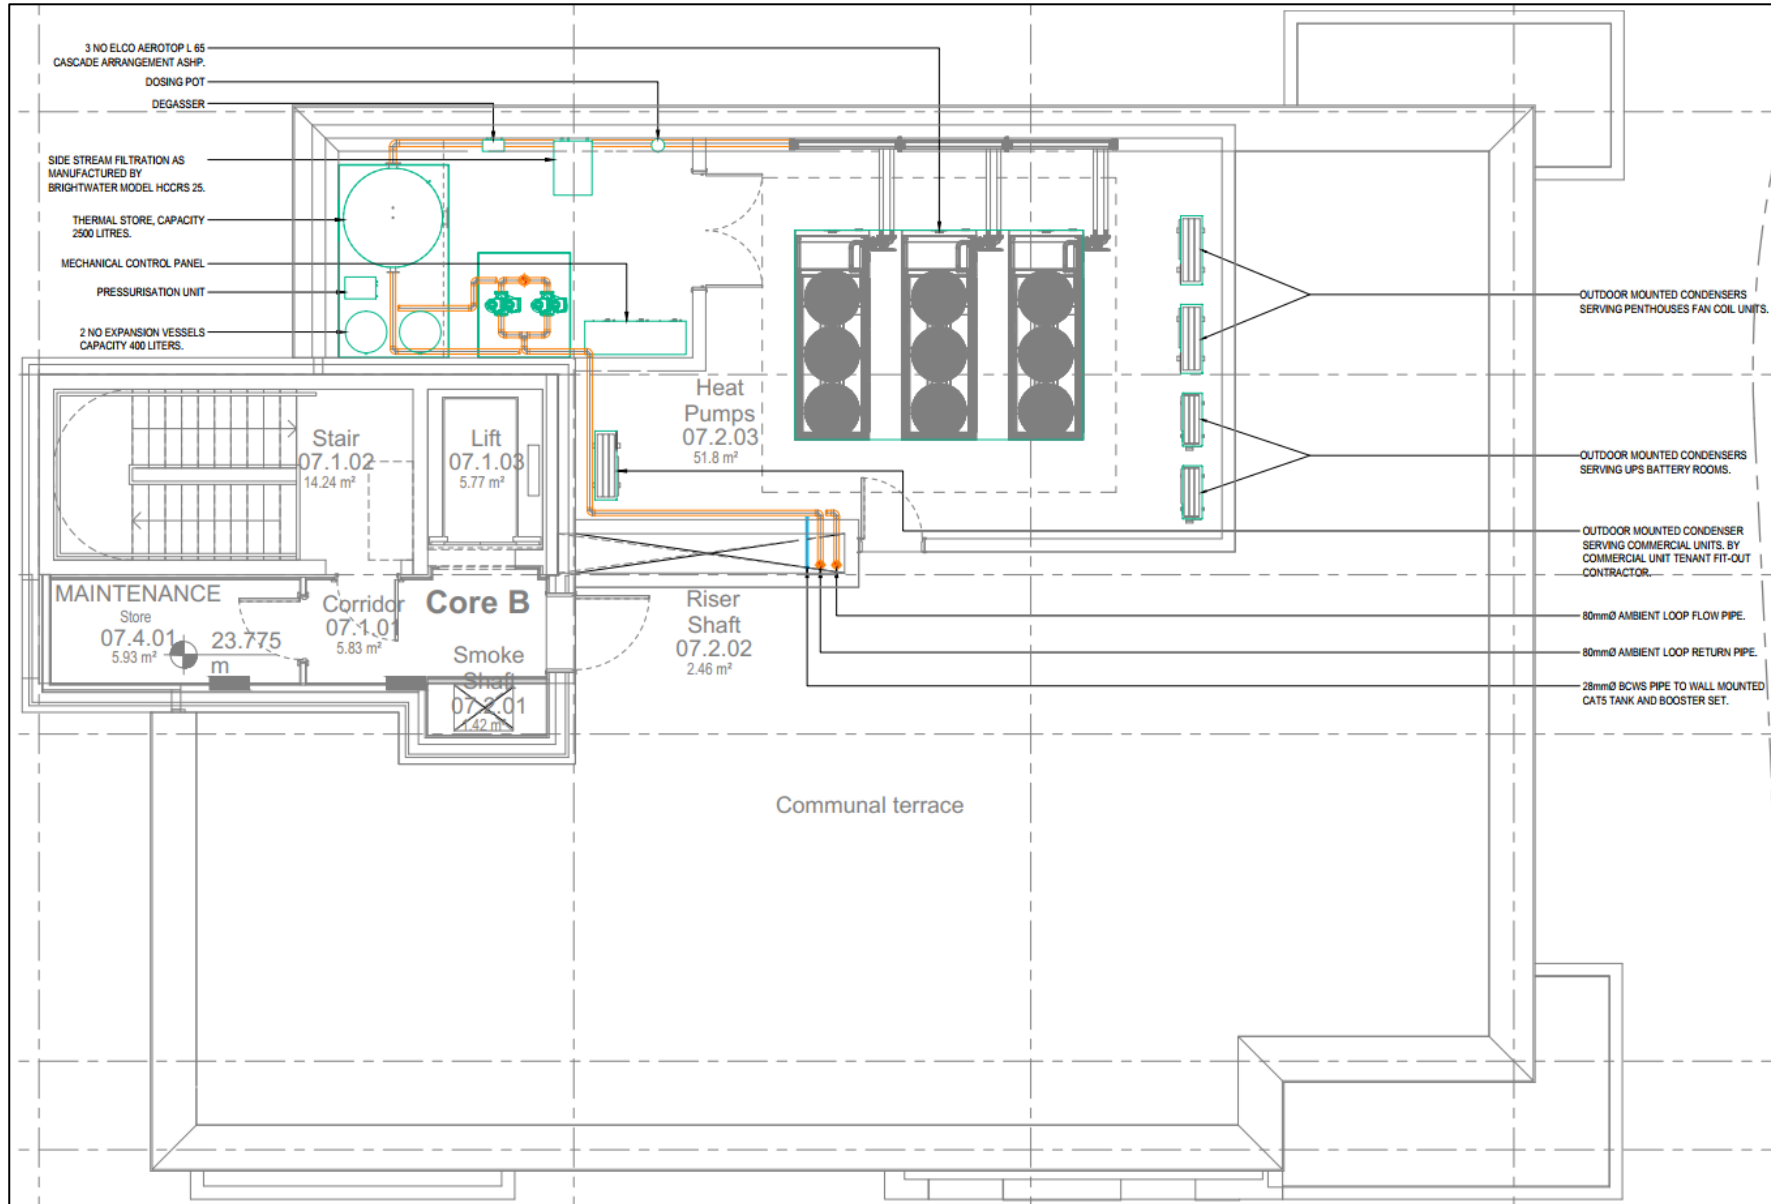 3 NO ELCO AEROTOP L 65
CASCADE ARRANGEMENT ASHP.
DOSING POT
DEGASSER
SIDE STREAM FILTRATION AS
MANUFACTURED BY
BRIGHTWATER MODEL HCCRS 25.
THERMAL STORE, CAPACITY
2500 LITRES.
MECHANICAL CONTROL PANEL
PRESSURISATION UNIT
2 NO EXPANSION VESSELS
CAPACITY 400 LITERS.
OUTDOOR MOUNTED CONDENSERS
SERVING PENTHOUSES FAN COIL UNITS.
Heat
Pumps
07.2.03
51.8 m²
Stair
07.1.02
14.24 m²
Lift
07.1.03
5.77 m²
OUTDOOR MOUNTED CONDENSERS
SERVING UPS BATTERY ROOMS.
OUTDOOR MOUNTED CONDENSER
SERVING COMMERCIAL UNITS. BY
COMMERCIAL UNIT TENANT FIT-OUT
CONTRACTOR.
MAINTENANCE
Store
07.4.01
5.93 m²
23.775
m
Corridor
07.1.01
5.83 m²
Core B
Smoke
Shaft
07.2.01
1.42 m²
Riser
Shaft
07.2.02
2.46 m²
80mmØ AMBIENT LOOP FLOW PIPE.
80mmØ AMBIENT LOOP RETURN PIPE.
28mmØ BCWS PIPE TO WALL MOUNTED
CAT5 TANK AND BOOSTER SET.
Communal terrace